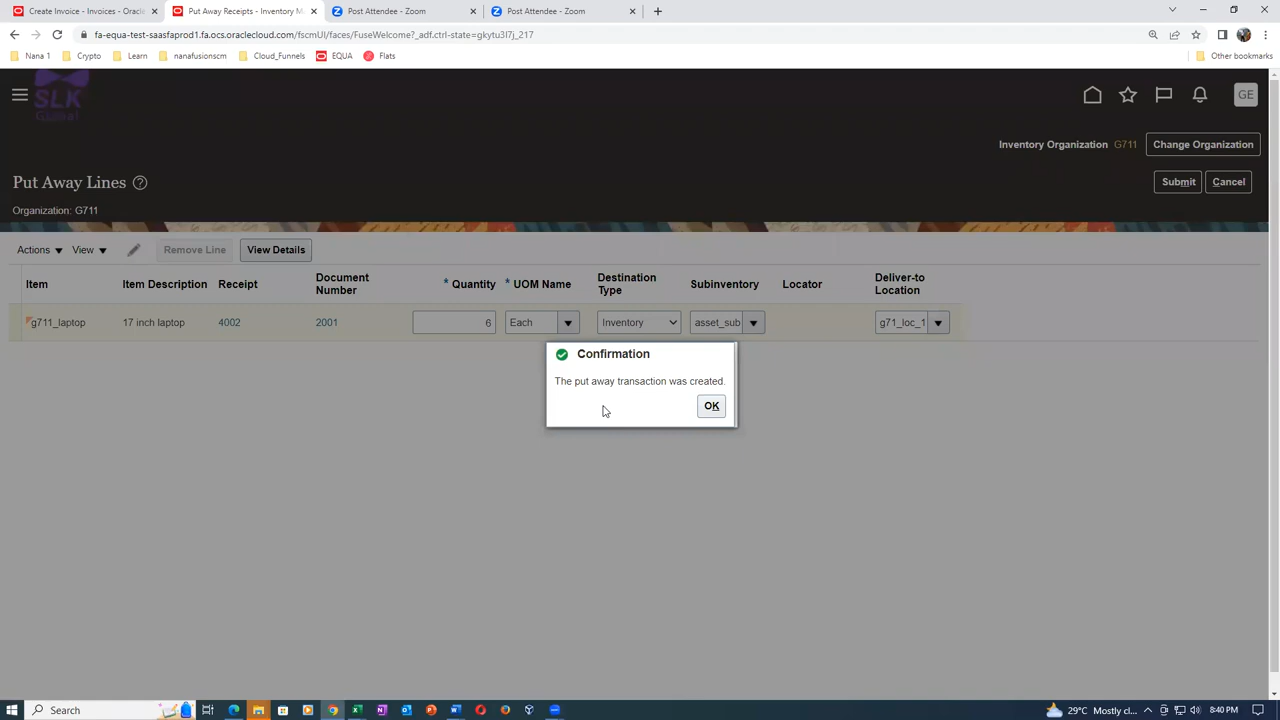 Create Invoice - Invoices - Oracle
Put Away Receipts - Inventory M
Post Attendee - Zoom
Post Attendee - Zoom
fa-equa-test-saasfaprod1.fa.ocs.oraclecloud.com/fscmUI/faces/FuseWelcome?_adf.ctrl-state=gkytu3l7j_217
Nana 1
Crypto
Learn
nanafusionscm
Cloud_Funnels
EQUA
Flats
Other bookmarks
SLK
Global
GE
Inventory Organization G711
Change Organization
Put Away Lines
Submit
Cancel
Organization: G711
Actions
View
Remove Line
View Details
Item
Item Description
Receipt
Document Number
* Quantity
* UOM Name
Destination Type
Subinventory
Locator
Deliver-to Location
g711_laptop
17 inch laptop
4002
2001
6
Each
Inventory
asset_sub
g71_loc_1
Confirmation
The put away transaction was created.
OK
Search
29°C Mostly cl...
8:40 PM